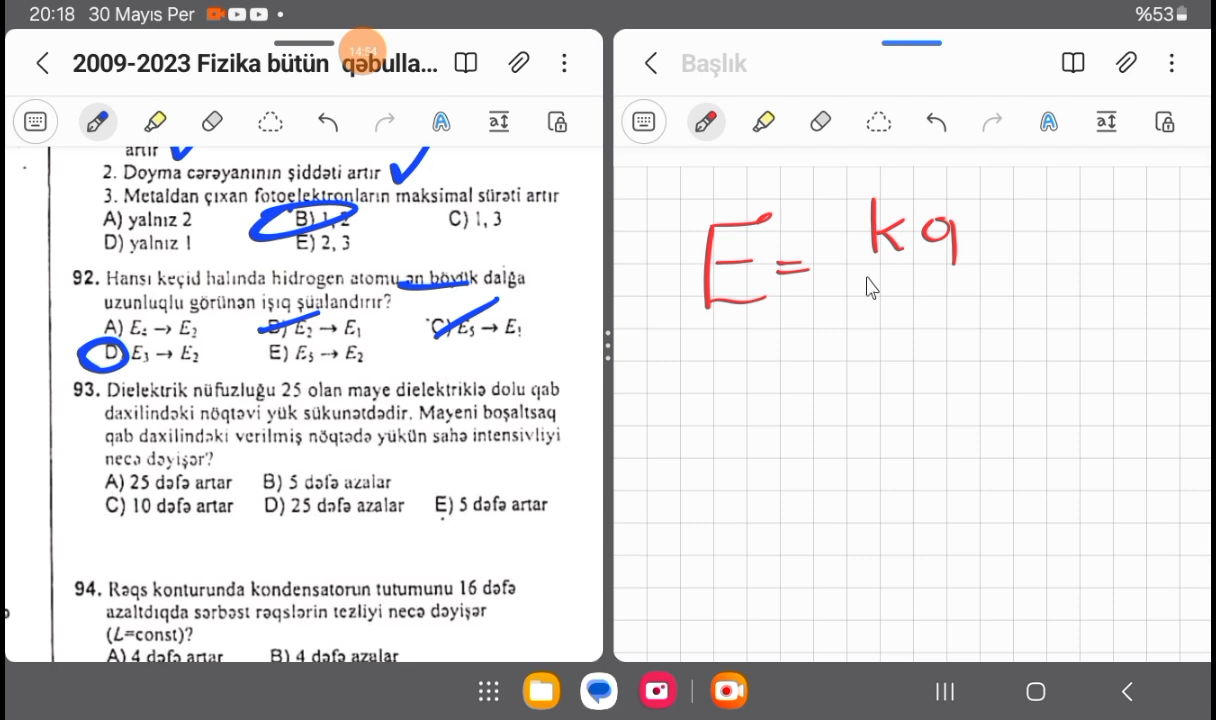 20:18 30 Mayıs Per %53
14:54
2009-2023 Fizika bütün qəbulla...
Başlık
artır
2. Doyma cərəyanının şiddəti artır
3. Metaldan çıxan fotoelektronların maksimal sürəti artır
A) yalnız 2 B) 1, 2 C) 1, 3
D) yalnız 1 E) 2, 3
92. Hansı keçid halında hidrogen atomu ən böyük dalğa
uzunluqlu görünən işıq şüalandırır?
A) E₄ → E₂ B) E₂ → E₁ C) E₅ → E₁
D) E₃ → E₂ E) E₅ → E₂
93. Dielektrik nüfuzluğu 25 olan maye dielektriklə dolu qab
daxilindəki nöqtəvi yük sükunətdədir. Mayeni boşaltsaq
qab daxilindəki verilmiş nöqtədə yükün sahə intensivliyi
necə dəyişər?
A) 25 dəfə artar B) 5 dəfə azalar
C) 10 dəfə artar D) 25 dəfə azalar E) 5 dəfə artar
94. Rəqs konturunda kondensatorun tutumunu 16 dəfə
azaltdıqda sərbəst rəqslərin tezliyi necə dəyişər
(L=const)?
A) 4 dəfə artar B) 4 dəfə azalar
E = kq